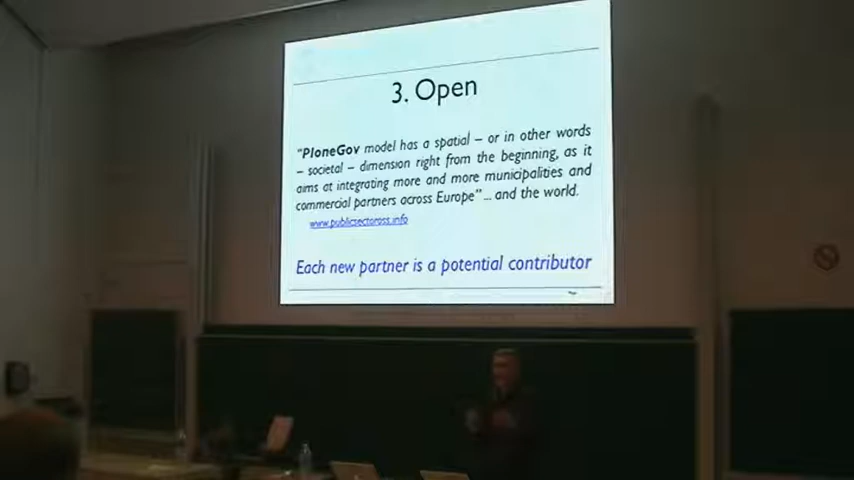 3. Open
"PloneGov model has a spatial – or in other words
– societal – dimension right from the beginning, as it
aims at integrating more and more municipalities and
commercial partners across Europe" ... and the world.
www.publicsectoross.info
Each new partner is a potential contributor